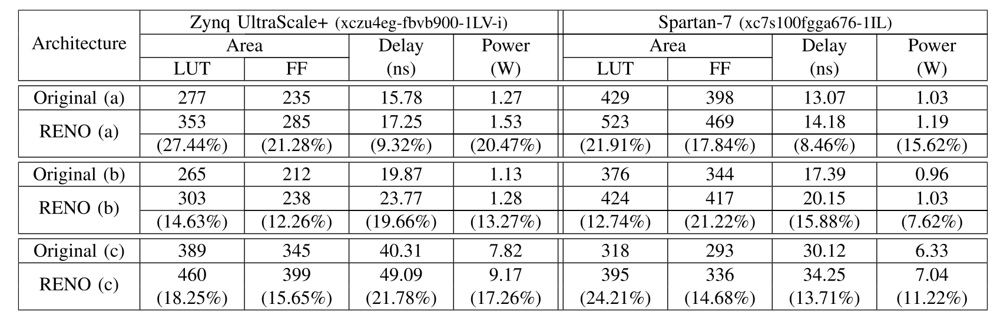 Architecture Zynq UltraScale+ (xczu4eg-fbvb900-1LV-i) Spartan-7 (xc7s100fgga676-1IL)
Area Delay Power Area Delay Power
LUT FF (ns) (W) LUT FF (ns) (W)
Original (a) 277 235 15.78 1.27 429 398 13.07 1.03
RENO (a) 353 285 17.25 1.53 523 469 14.18 1.19
(27.44%) (21.28%) (9.32%) (20.47%) (21.91%) (17.84%) (8.46%) (15.62%)
Original (b) 265 212 19.87 1.13 376 344 17.39 0.96
RENO (b) 303 238 23.77 1.28 424 417 20.15 1.03
(14.63%) (12.26%) (19.66%) (13.27%) (12.74%) (21.22%) (15.88%) (7.62%)
Original (c) 389 345 40.31 7.82 318 293 30.12 6.33
RENO (c) 460 399 49.09 9.17 395 336 34.25 7.04
(18.25%) (15.65%) (21.78%) (17.26%) (24.21%) (14.68%) (13.71%) (11.22%)